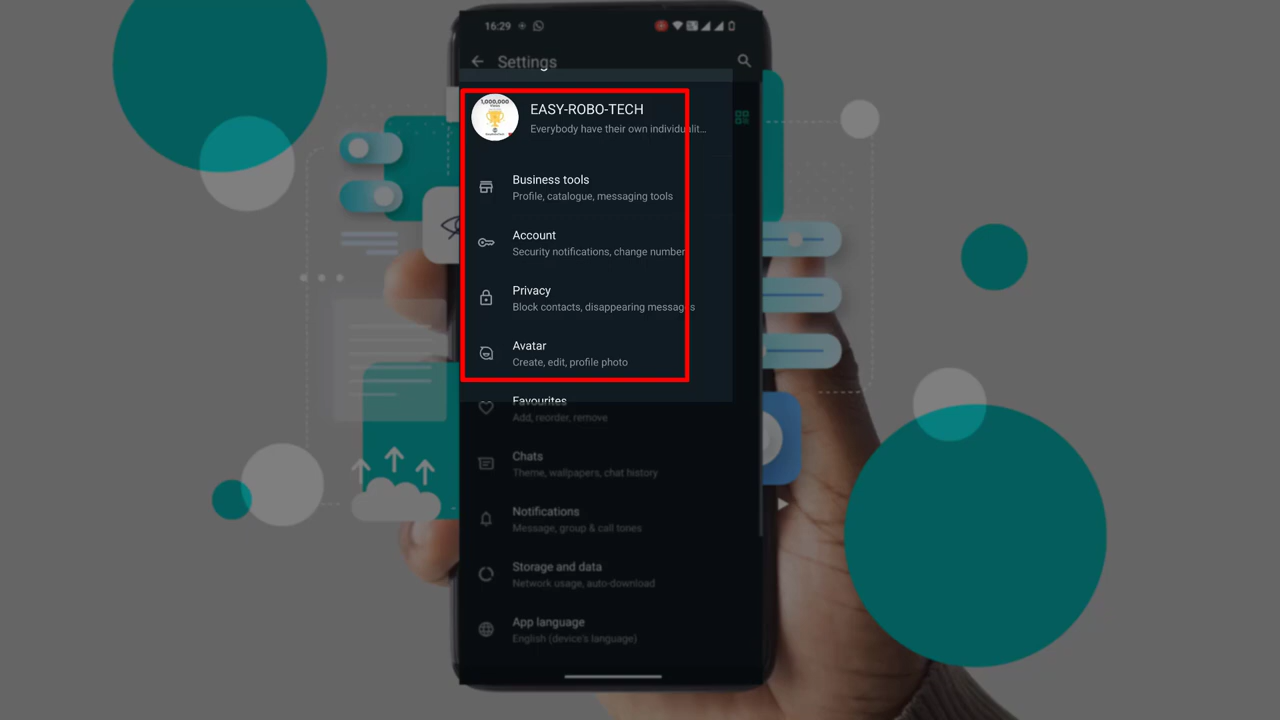 16:29
Settings
1,000,000
EASY-ROBO-TECH
Everybody have their own individualit...
Business tools
Profile, catalogue, messaging tools
Account
Security notifications, change number
Privacy
Block contacts, disappearing messages
Avatar
Create, edit, profile photo
Favourites
Add, reorder, remove
Chats
Theme, wallpapers, chat history
Notifications
Message, group & call tones
Storage and data
Network usage, auto-download
App language
English (device's language)